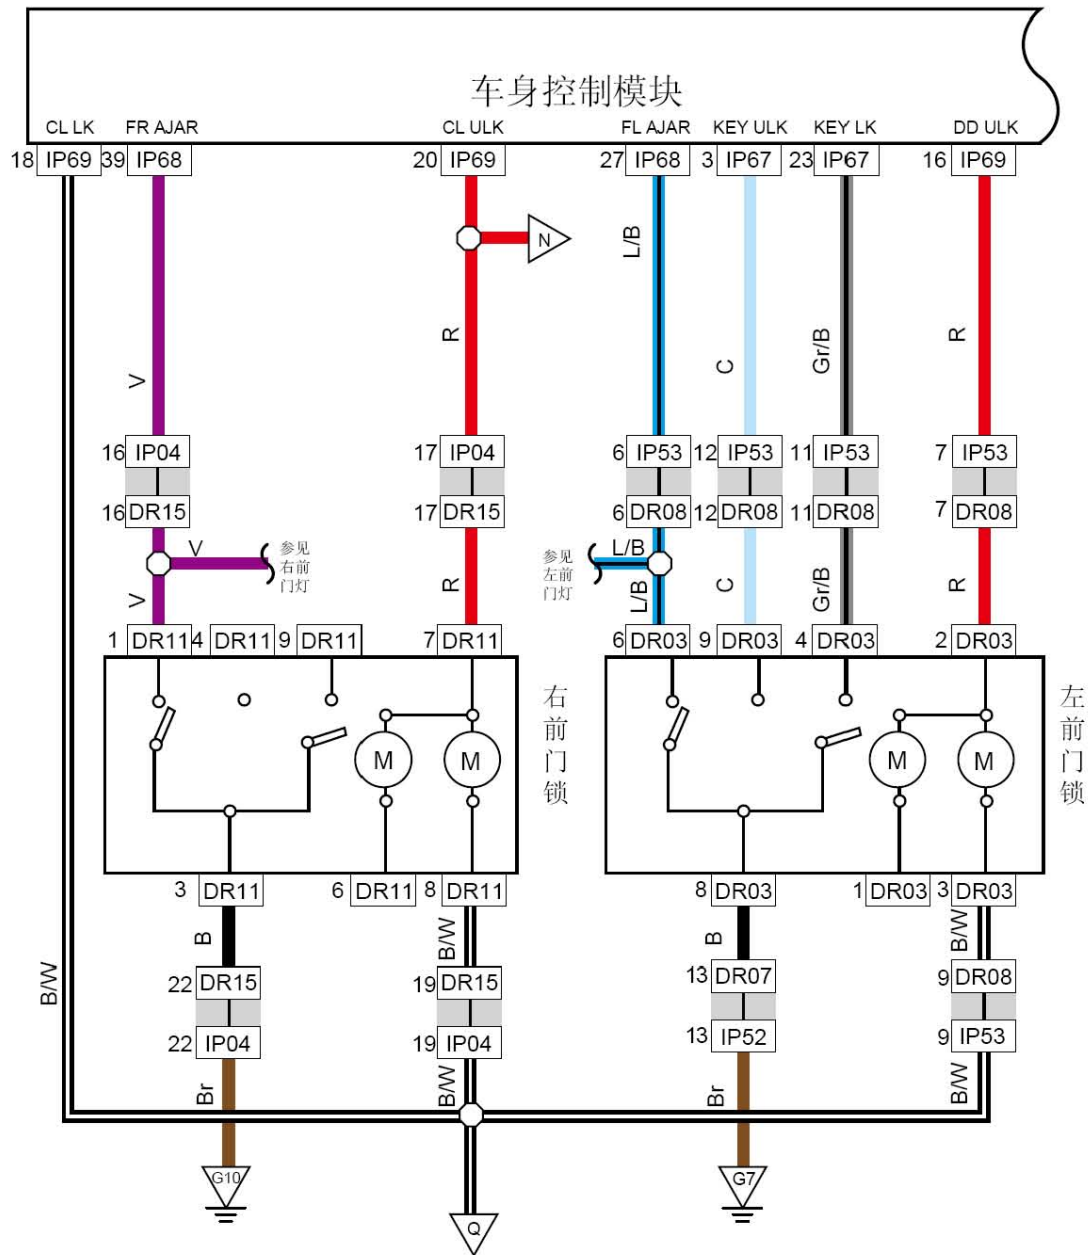 车身控制模块
CL LK FR AJAR CL ULK FL AJAR KEY ULK KEY LK DD ULK
18 IP69 39 IP68 20 IP69 27 IP68 3 IP67 23 IP67 16 IP69
N
L/B
R Gr/B R
V C
16 IP04 17 IP04 6 IP53 12 IP53 11 IP53 7 IP53
16 DR15 17 DR15 6 DR08 12 DR08 11 DR08 7 DR08
V 参见 参见 L/B
右前 左前
门灯 门灯
V R L/B C Gr/B R
1 DR11 4 DR11 9 DR11 7 DR11 6 DR03 9 DR03 4 DR03 2 DR03
右前门锁
左前门锁
M M M M
3 DR11 6 DR11 8 DR11 8 DR03 1 DR03 3 DR03
B B/W B B/W
B/W
22 DR15 19 DR15 13 DR07 9 DR08
22 IP04 19 IP04 13 IP52 9 IP53
Br B/W Br B/W
G10 G7
Q